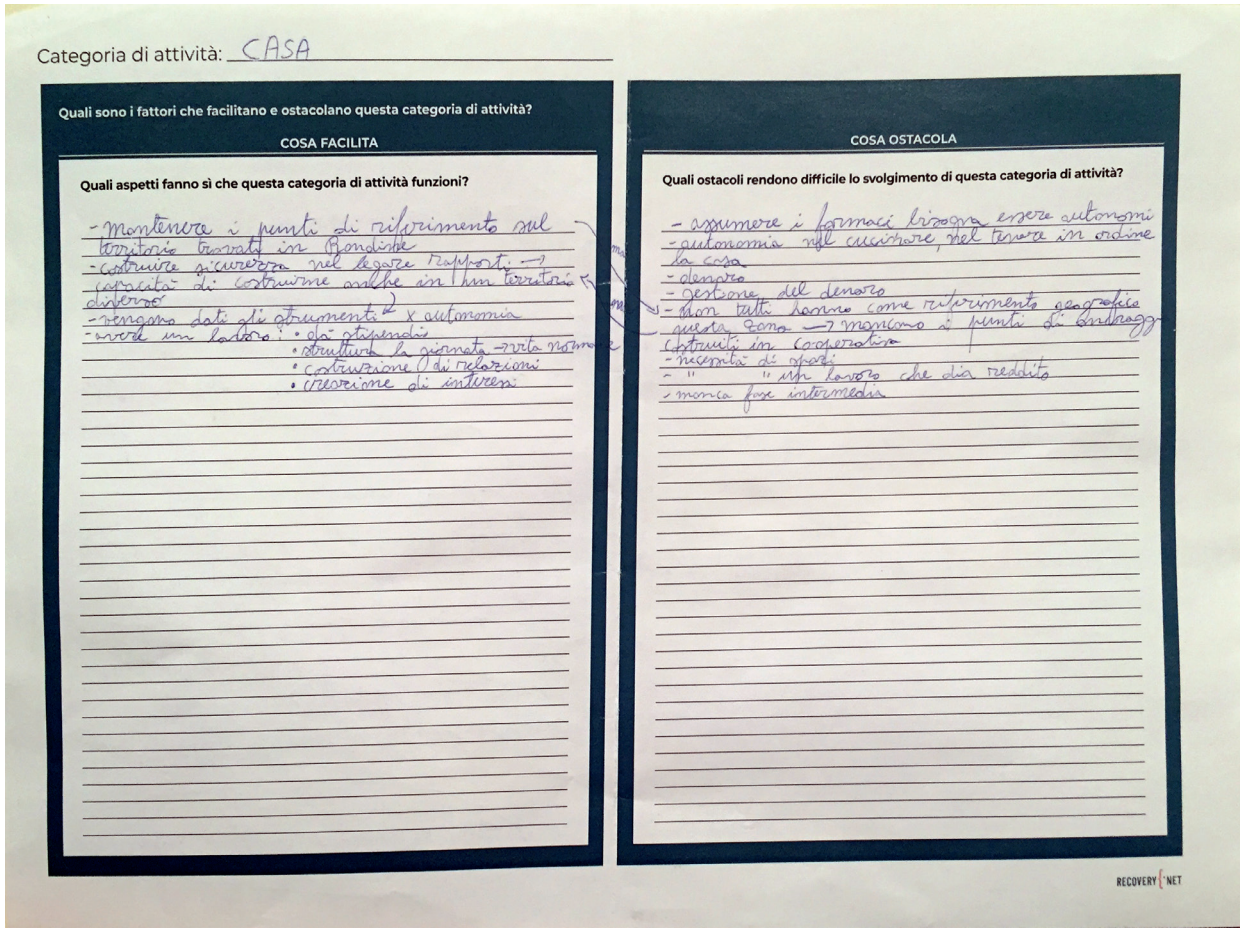 Categoria di attività: CASA
Quali sono i fattori che facilitano e ostacolano questa categoria di attività?
COSA FACILITA
Quali aspetti fanno sì che questa categoria di attività funzioni?
- Mantenere i punti di riferimento sul
territorio trovati in
- costruire sicurezza nel legare rapporti →
capacità di costruirne anche in un territorio
diverso
- vengono dati gli strumenti x autonomia
- avere un lavoro: • dà stipendio
• struttura la giornata → vita normale
• costruzione di relazioni
• creazione di interessi
COSA OSTACOLA
Quali ostacoli rendono difficile lo svolgimento di questa categoria di attività?
- assumere i farmaci bisogna essere autonomi
- autonomia nel cucinare, nel tenere in ordine
la casa
- denaro
- gestione del denaro
- Non tutti hanno come riferimento geografico
questa zona → mancano i punti di
costruiti in cooperativa
- necessità di spazi
- " " un lavoro che dia reddito
- manca fase intermedia
RECOVERY NET